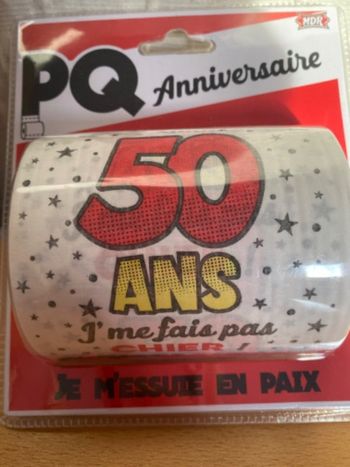 MDR
PQ Anniversaire
50
ANS
J'me fais pas
CHIER !
JE M'ESSUIE EN PAIX